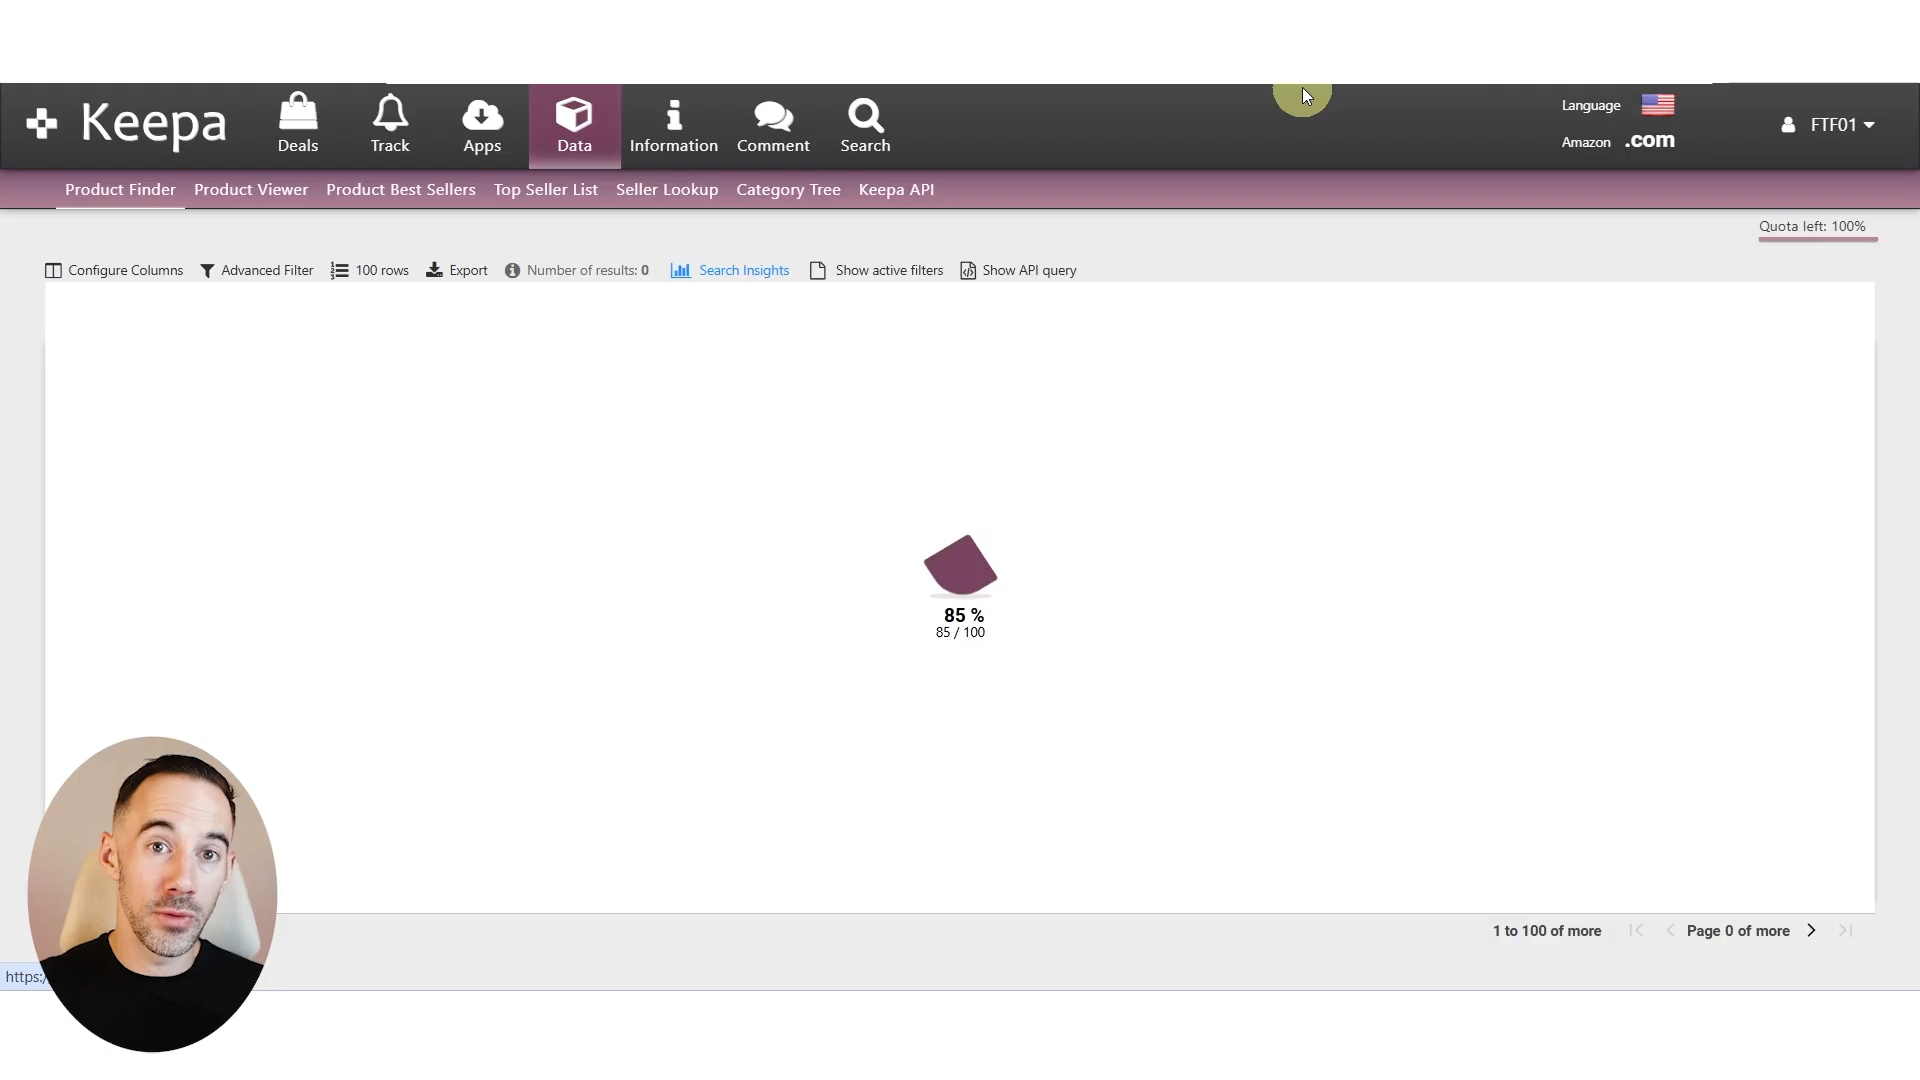 Keepa
Deals
Track
Apps
Data
Information
Comment
Search
Language
Amazon .com
FTF01
Product Finder Product Viewer Product Best Sellers Top Seller List Seller Lookup Category Tree Keepa API
Quota left: 100%
Configure Columns Advanced Filter 100 rows Export Number of results: 0 Search Insights Show active filters Show API query
85 %
85 / 100
1 to 100 of more Page 0 of more
https:/